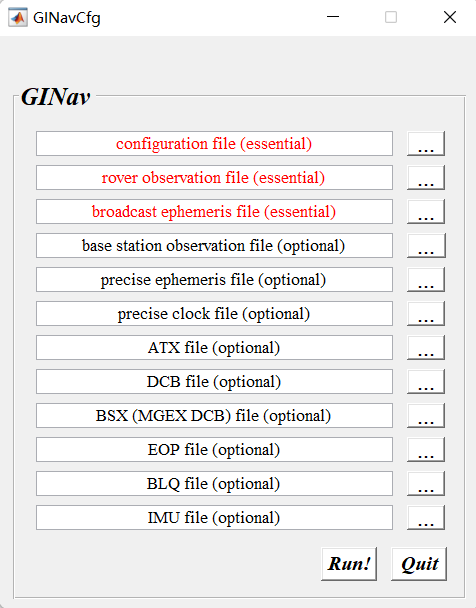 GINavCfg
GINav
configuration file (essential)
...
rover observation file (essential)
...
broadcast ephemeris file (essential)
...
base station observation file (optional)
...
precise ephemeris file (optional)
...
precise clock file (optional)
...
ATX file (optional)
...
DCB file (optional)
...
BSX (MGEX DCB) file (optional)
...
EOP file (optional)
...
BLQ file (optional)
...
IMU file (optional)
...
Run! Quit